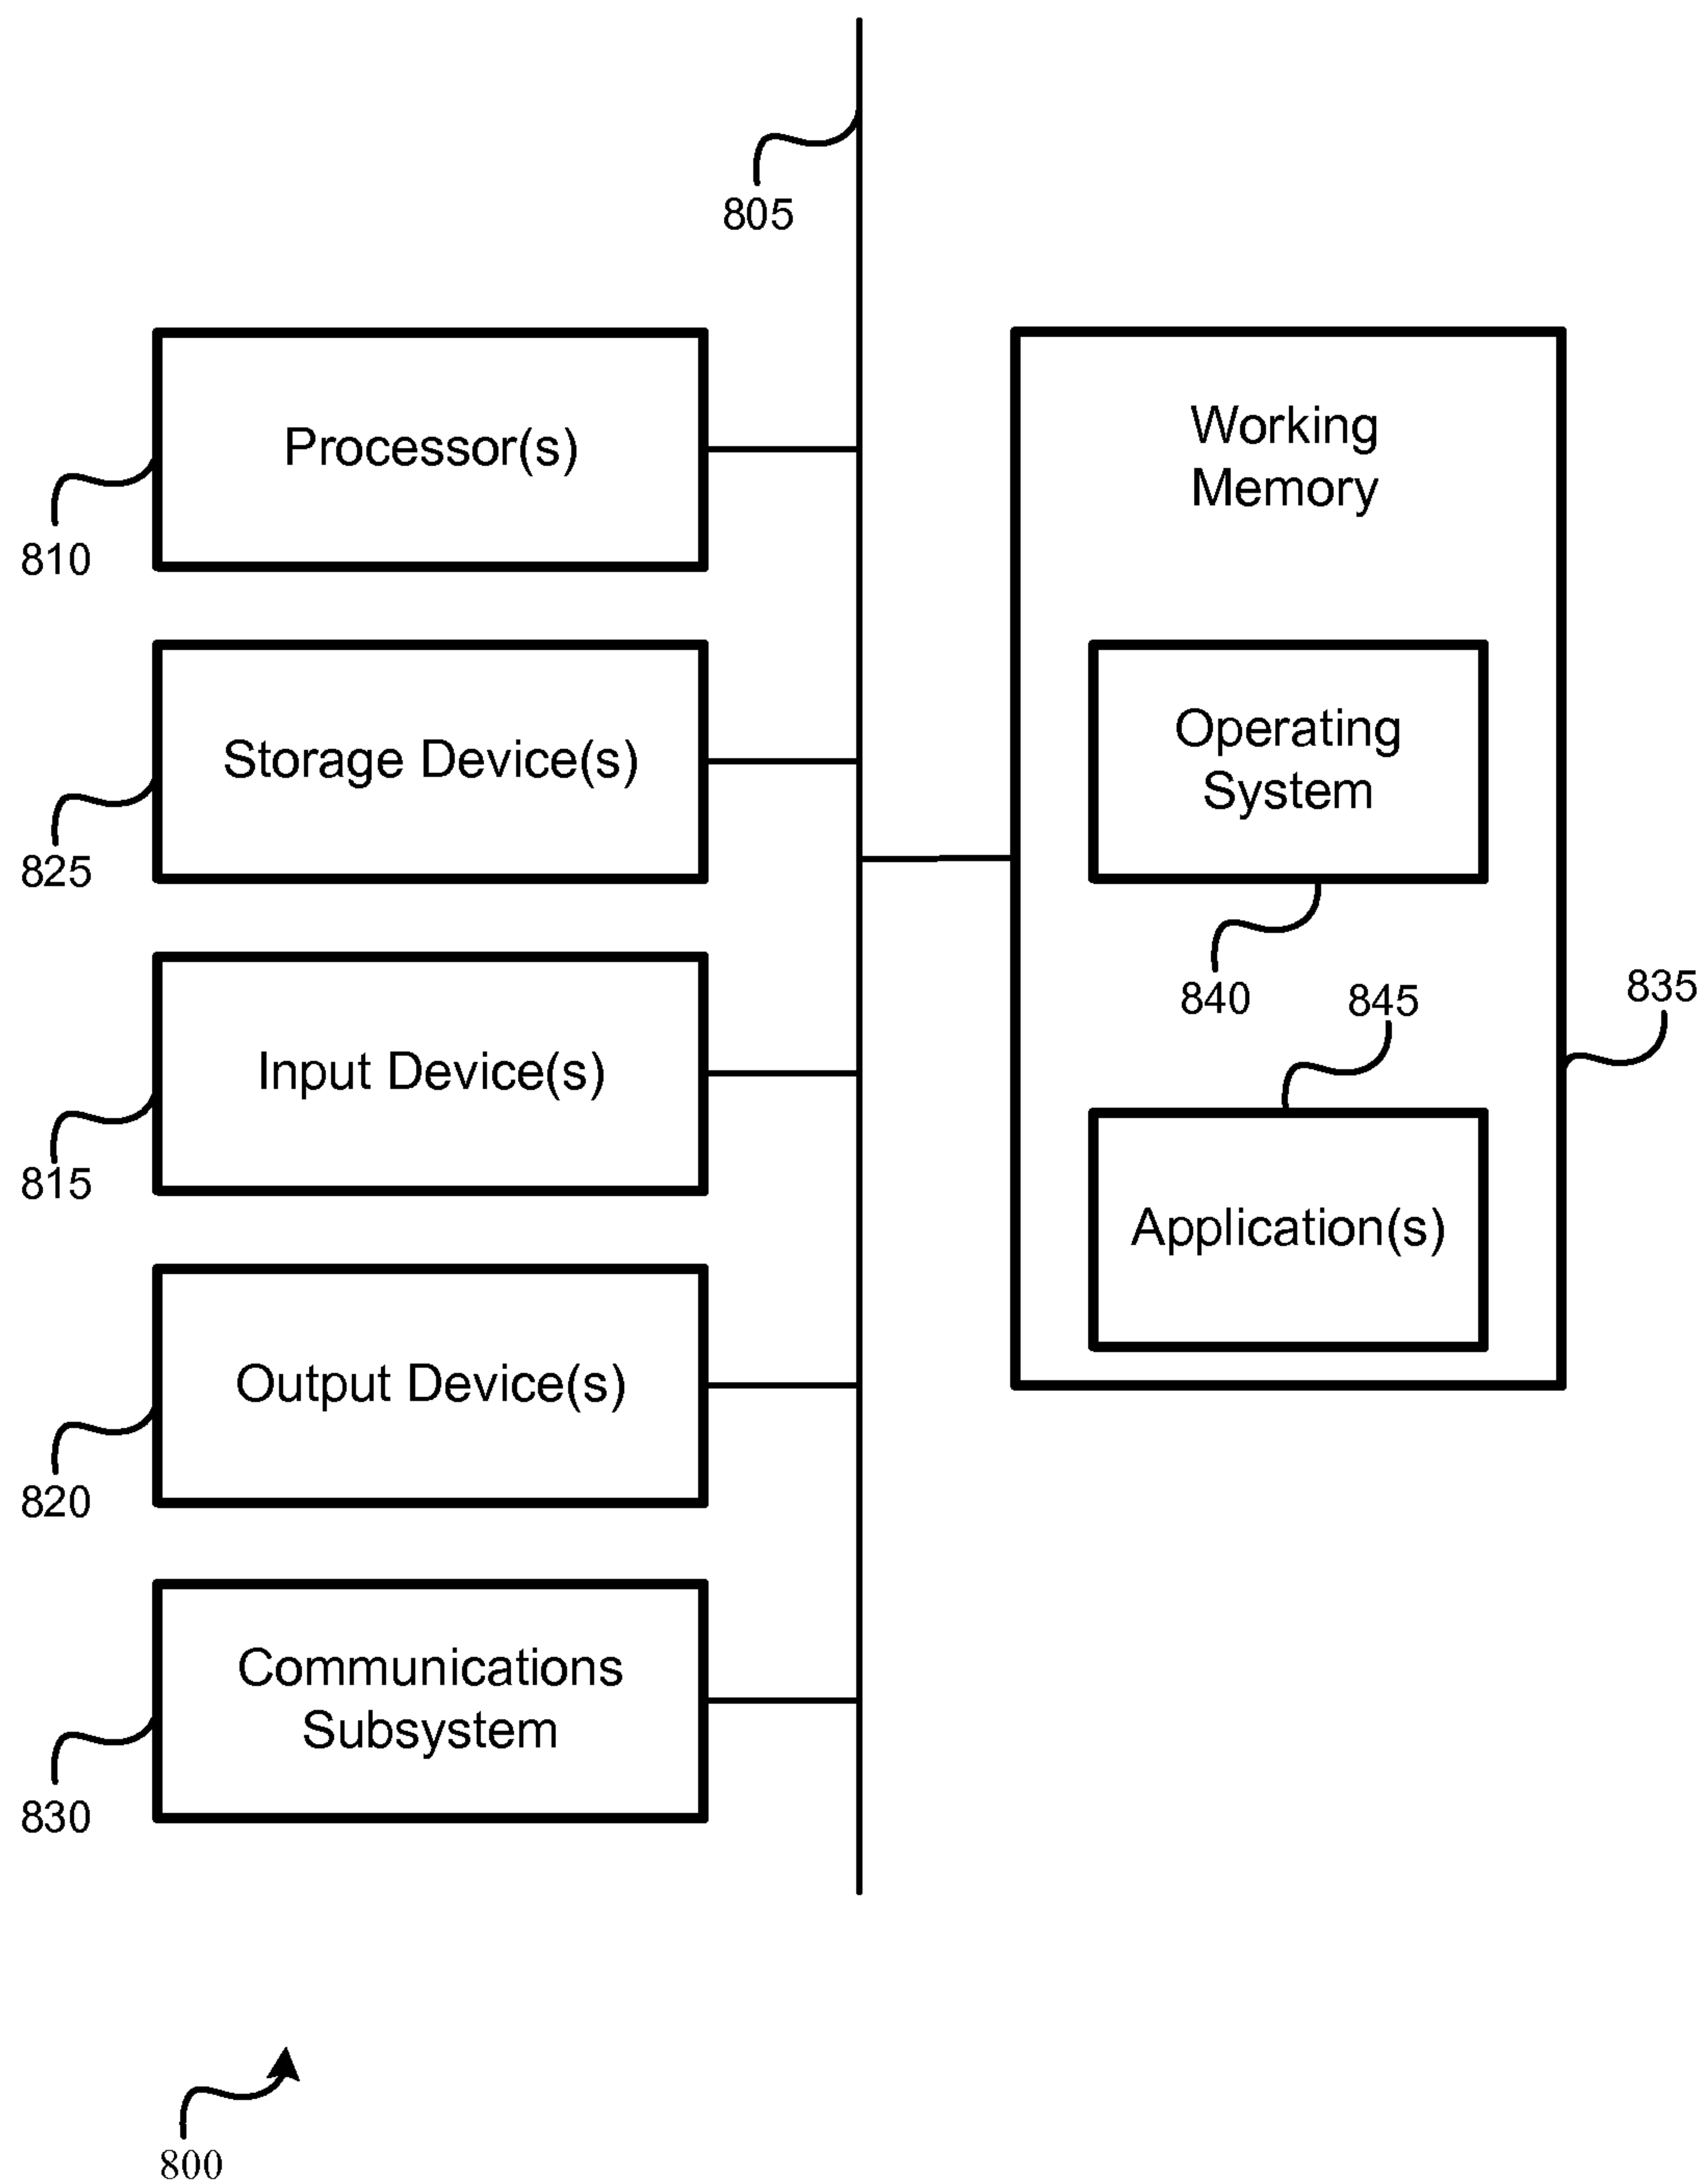 805
Processor(s)
810
Storage Device(s)
825
Input Device(s)
815
Output Device(s)
820
Communications
Subsystem
830
Working
Memory
Operating
System
840
845
835
Application(s)
800